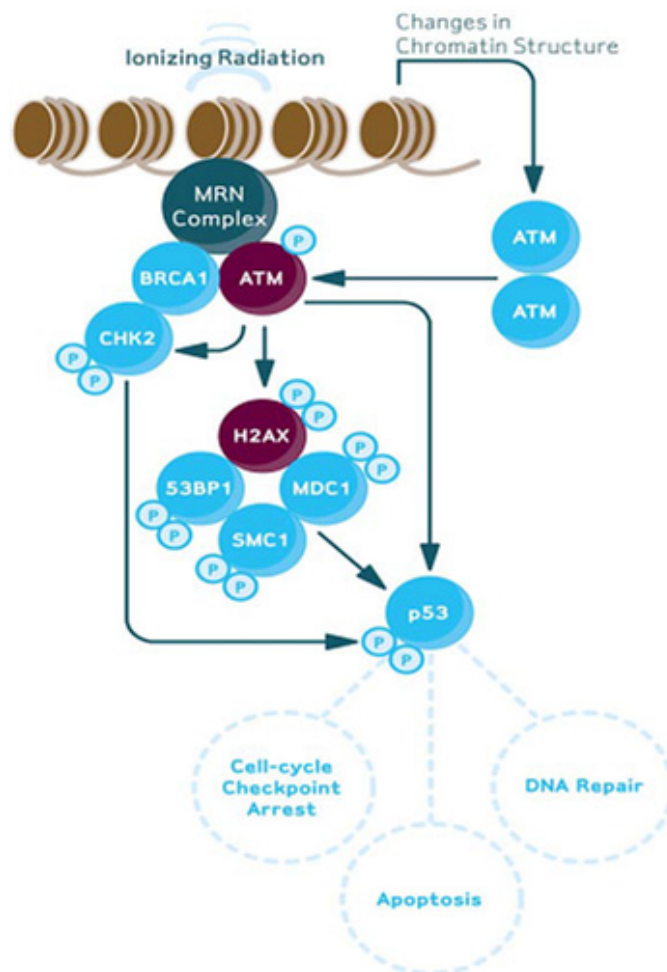 Changes in
Chromatin Structure
Ionizing Radiation
MRN
Complex
ATM
P
BRCA1
ATM
ATM
CHK2
P
P
P
P
H2AX
P
P
53BP1
MDC1
P
P
SMC1
P
P
p53
P
P
Cell-cycle
Checkpoint
Arrest
DNA Repair
Apoptosis